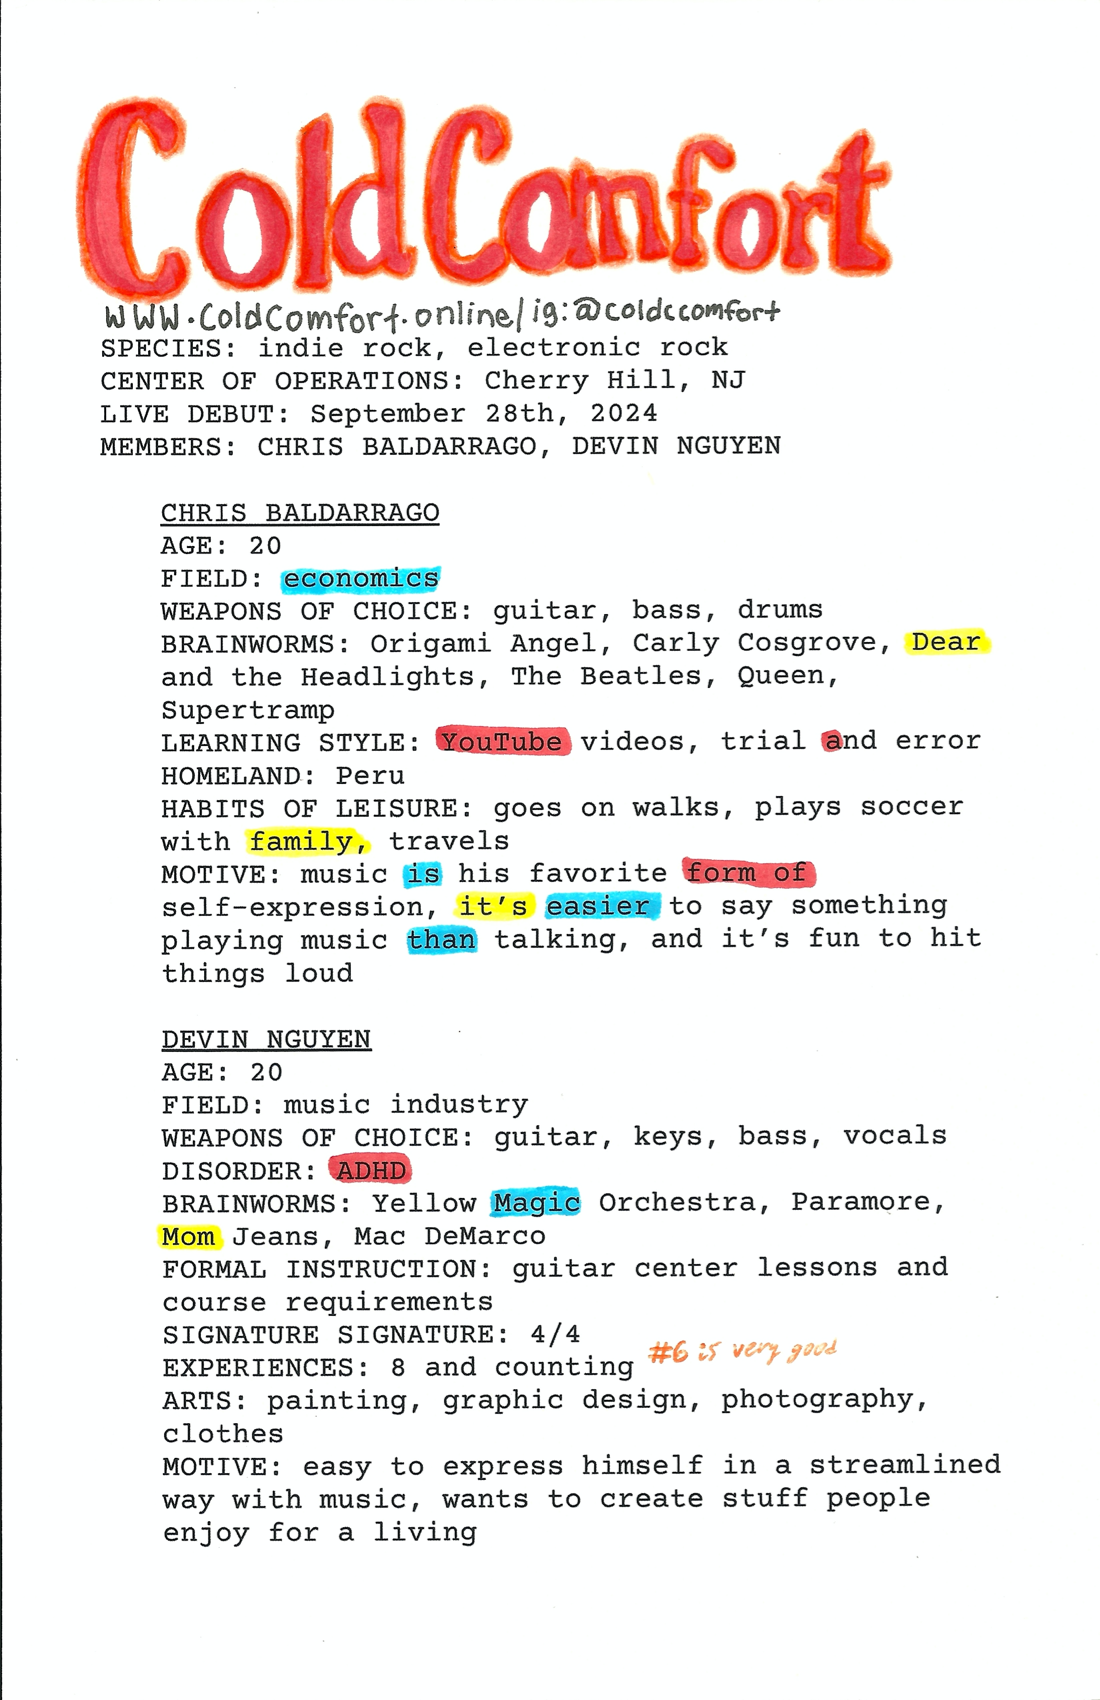 Cold Comfort
www.coldcomfort.online/ig:@coldccomfort
SPECIES: indie rock, electronic rock
CENTER OF OPERATIONS: Cherry Hill, NJ
LIVE DEBUT: September 28th, 2024
MEMBERS: CHRIS BALDARRAGO, DEVIN NGUYEN
CHRIS BALDARRAGO
AGE: 20
FIELD: economics
WEAPONS OF CHOICE: guitar, bass, drums
BRAINWORMS: Origami Angel, Carly Cosgrove, Dear
and the Headlights, The Beatles, Queen,
Supertramp
LEARNING STYLE: YouTube videos, trial and error
HOMELAND: Peru
HABITS OF LEISURE: goes on walks, plays soccer
with family, travels
MOTIVE: music is his favorite form of
self-expression, it's easier to say something
playing music than talking, and it's fun to hit
things loud
DEVIN NGUYEN
AGE: 20
FIELD: music industry
WEAPONS OF CHOICE: guitar, keys, bass, vocals
DISORDER: ADHD
BRAINWORMS: Yellow Magic Orchestra, Paramore,
Mom Jeans, Mac DeMarco
FORMAL INSTRUCTION: guitar center lessons and
course requirements
SIGNATURE SIGNATURE: 4/4
EXPERIENCES: 8 and counting #6 is very good
ARTS: painting, graphic design, photography,
clothes
MOTIVE: easy to express himself in a streamlined
way with music, wants to create stuff people
enjoy for a living